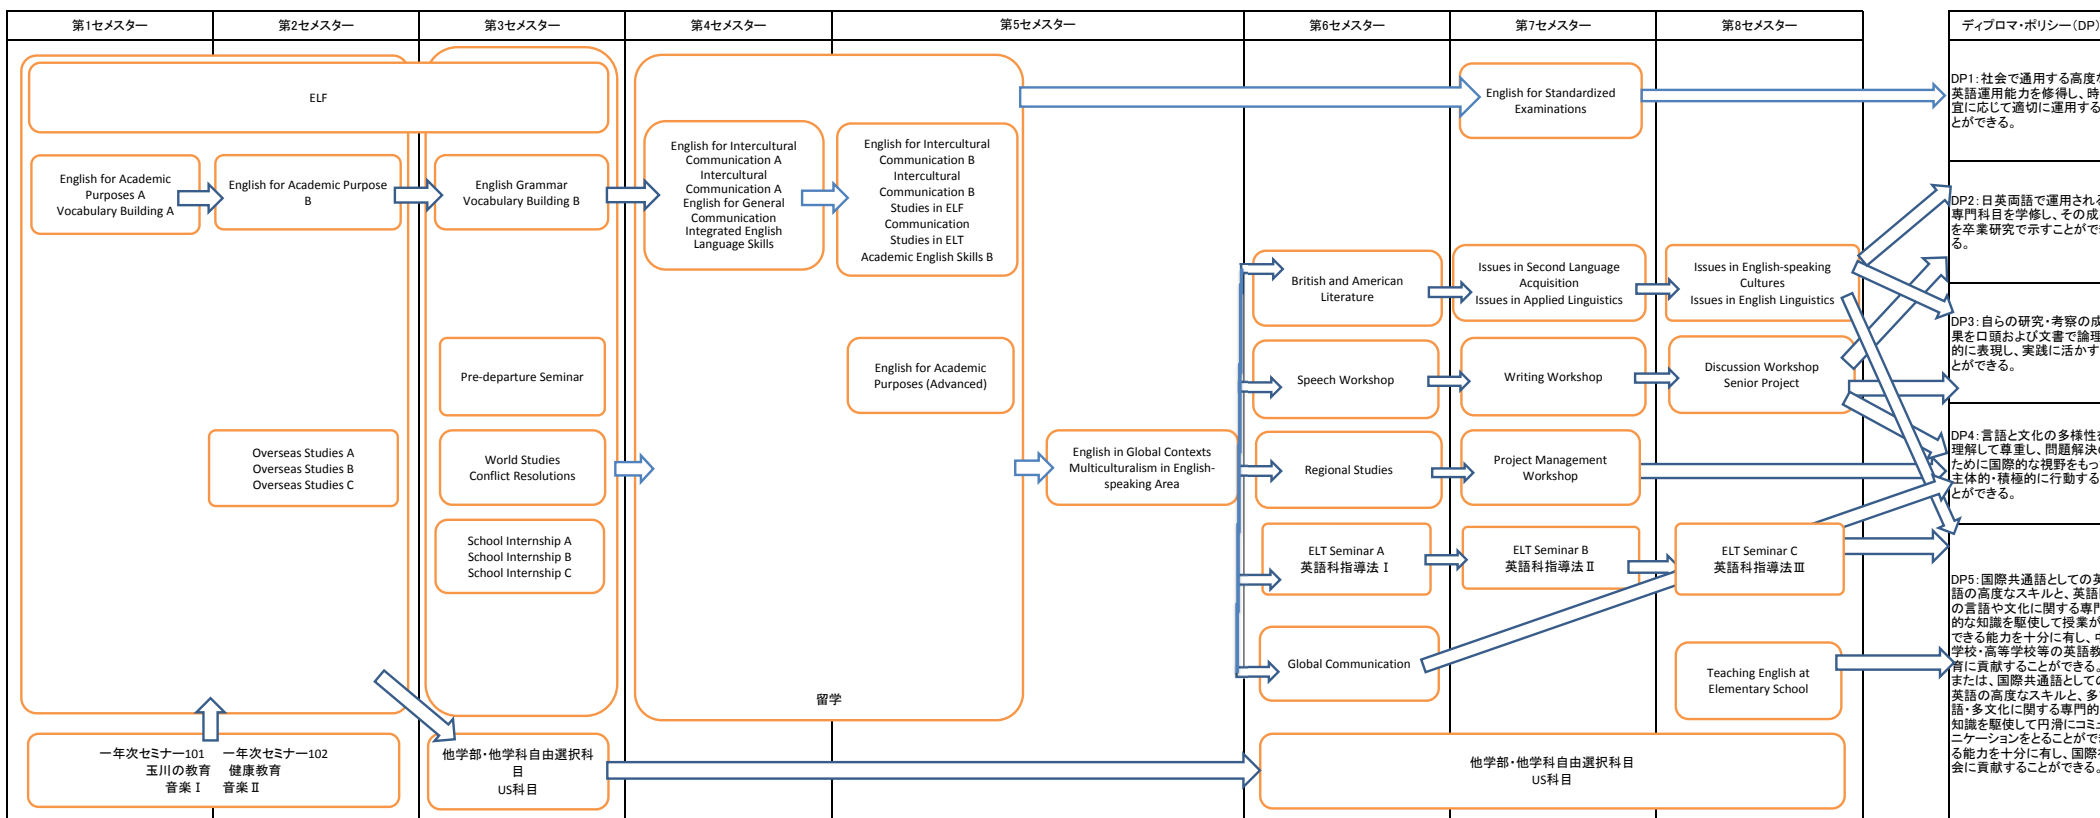 第1セメスター
第2セメスター
第3セメスター
第4セメスター
第5セメスター
第6セメスター
第7セメスター
第8セメスター
ディプロマ・ポリシー(DP)
ELF
English for Academic
Purposes A
Vocabulary Building A
English for Academic Purpose
B
English Grammar
Vocabulary Building B
English for Intercultural
Communication A
Intercultural
Communication A
English for General
Communication
Integrated English
Language Skills
English for Intercultural
Communication B
Intercultural
Communication B
Studies in ELF
Communication
Studies in ELT
Academic English Skills B
English for Standardized
Examinations
British and American
Literature
Issues in Second Language
Acquisition
Issues in Applied Linguistics
Issues in English-speaking
Cultures
Issues in English Linguistics
Pre-departure Seminar
English for Academic
Purposes (Advanced)
Speech Workshop
Writing Workshop
Discussion Workshop
Senior Project
Overseas Studies A
Overseas Studies B
Overseas Studies C
World Studies
Conflict Resolutions
English in Global Contexts
Multiculturalism in English-
speaking Area
Regional Studies
Project Management
Workshop
School Internship A
School Internship B
School Internship C
ELT Seminar A
英語科指導法Ⅰ
ELT Seminar B
英語科指導法Ⅱ
ELT Seminar C
英語科指導法Ⅲ
Global Communication
Teaching English at
Elementary School
留学
一年次セミナー101 一年次セミナー102
玉川の教育 健康教育
音楽Ⅰ 音楽Ⅱ
他学部・他学科自由選択科
目
US科目
他学部・他学科自由選択科目
US科目
DP1:社会で通用する高度な
英語運用能力を修得し、時
宜に応じて適切に運用する
とができる。
DP2:日英両語で運用される
専門科目を学修し、その成
を卒業研究で示すことがで
る。
DP3:自らの研究・考察の成
果を口頭および文書で論理
的に表現し、実践に活かす
とができる。
DP4:言語と文化の多様性
理解して尊重し、問題解決
ために国際的な視野をもっ
主体的・積極的に行動する
とができる。
DP5:国際共通語としての英
語の高度なスキルと、英語
の言語や文化に関する専門
的な知識を駆使して授業が
できる能力を十分に有し、中
学校・高等学校等の英語教
育に貢献することができる。
または、国際共通語としての
英語の高度なスキルと、多
語・多文化に関する専門的
知識を駆使して円滑にコミュ
ニケーションをとることがで
る能力を十分に有し、国際
会に貢献することができる。